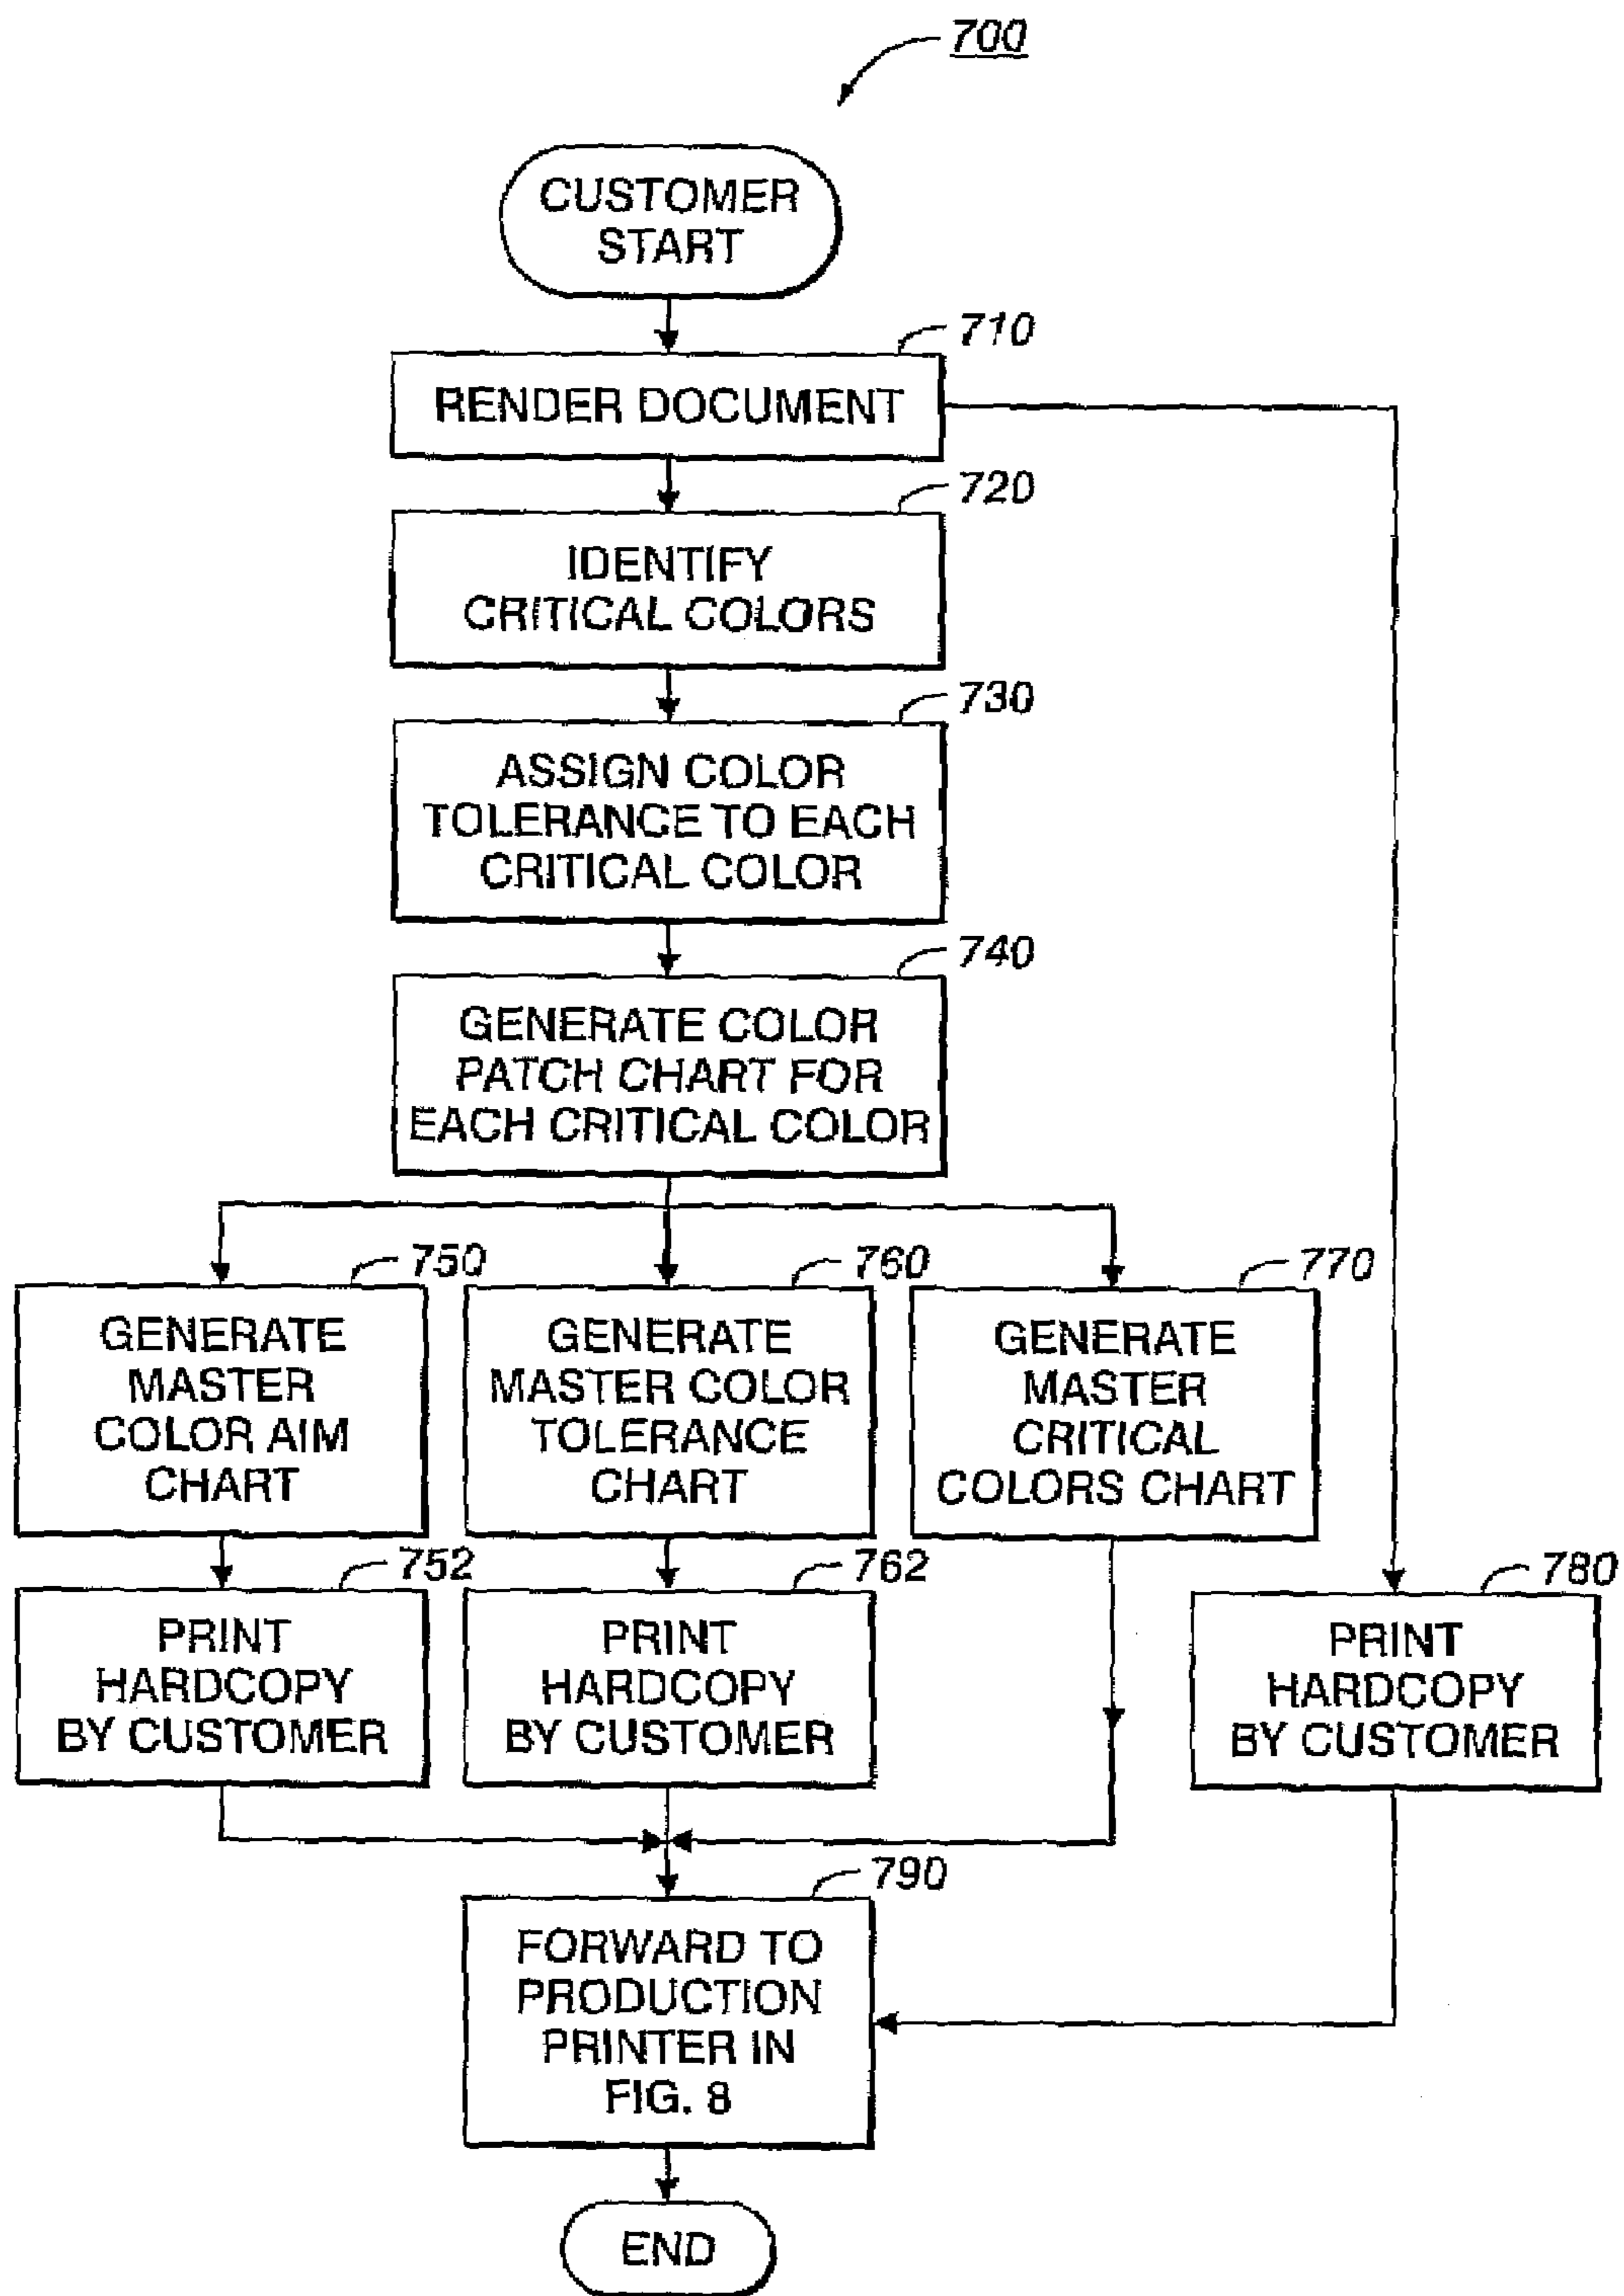 700
CUSTOMER
START
710
RENDER DOCUMENT
720
IDENTIFY
CRITICAL COLORS
730
ASSIGN COLOR
TOLERANCE TO EACH
CRITICAL COLOR
740
GENERATE COLOR
PATCH CHART FOR
EACH CRITICAL COLOR
750
GENERATE
MASTER
COLOR AIM
CHART
760
GENERATE
MASTER COLOR
TOLERANCE
CHART
770
GENERATE
MASTER
CRITICAL
COLORS CHART
752
PRINT
HARDCOPY
BY CUSTOMER
762
PRINT
HARDCOPY
BY CUSTOMER
780
PRINT
HARDCOPY
BY CUSTOMER
790
FORWARD TO
PRODUCTION
PRINTER IN
FIG. 8
END